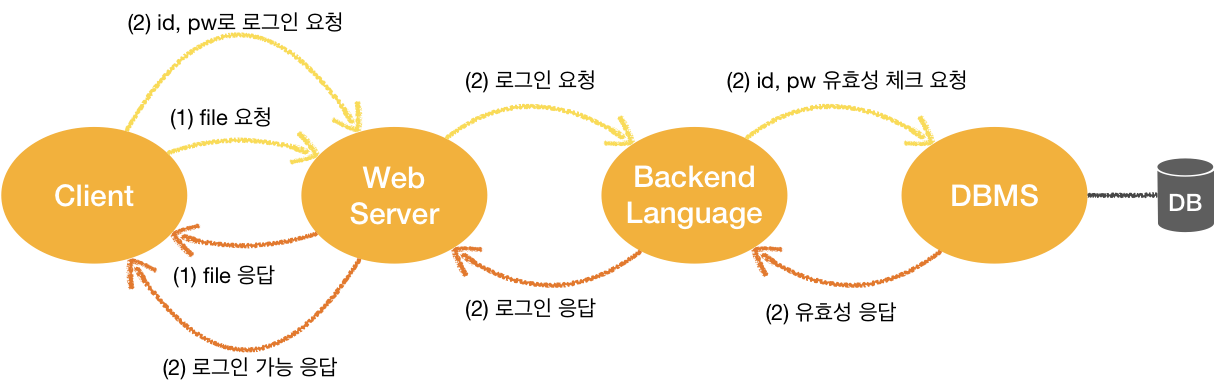 (2) id, pw로 로그인 요청
(2) 로그인 요청
(2) id, pw 유효성 체크 요청
(1) file 요청
Client
Web
Server
Backend
Language
DBMS
DB
(1) file 응답
(2) 로그인 응답
(2) 유효성 응답
(2) 로그인 가능 응답